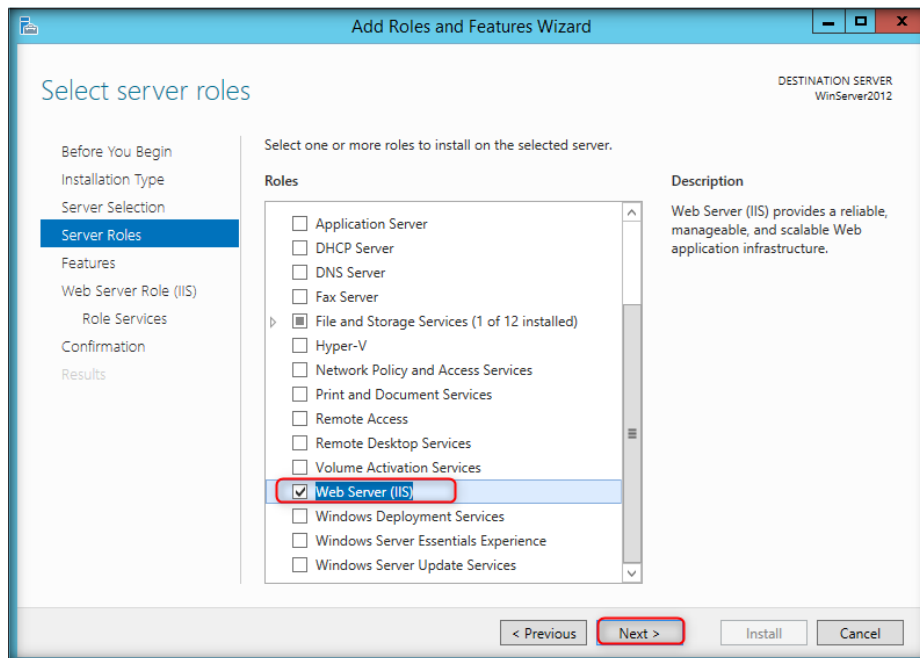 Add Roles and Features Wizard
Select server roles
DESTINATION SERVER
WinServer2012
Before You Begin
Installation Type
Server Selection
Server Roles
Features
Web Server Role (IIS)
Role Services
Confirmation
Results
Select one or more roles to install on the selected server.
Roles
Application Server
DHCP Server
DNS Server
Fax Server
File and Storage Services (1 of 12 installed)
Hyper-V
Network Policy and Access Services
Print and Document Services
Remote Access
Remote Desktop Services
Volume Activation Services
Web Server (IIS)
Windows Deployment Services
Windows Server Essentials Experience
Windows Server Update Services
Description
Web Server (IIS) provides a reliable,
manageable, and scalable Web
application infrastructure.
< Previous
Next >
Install
Cancel